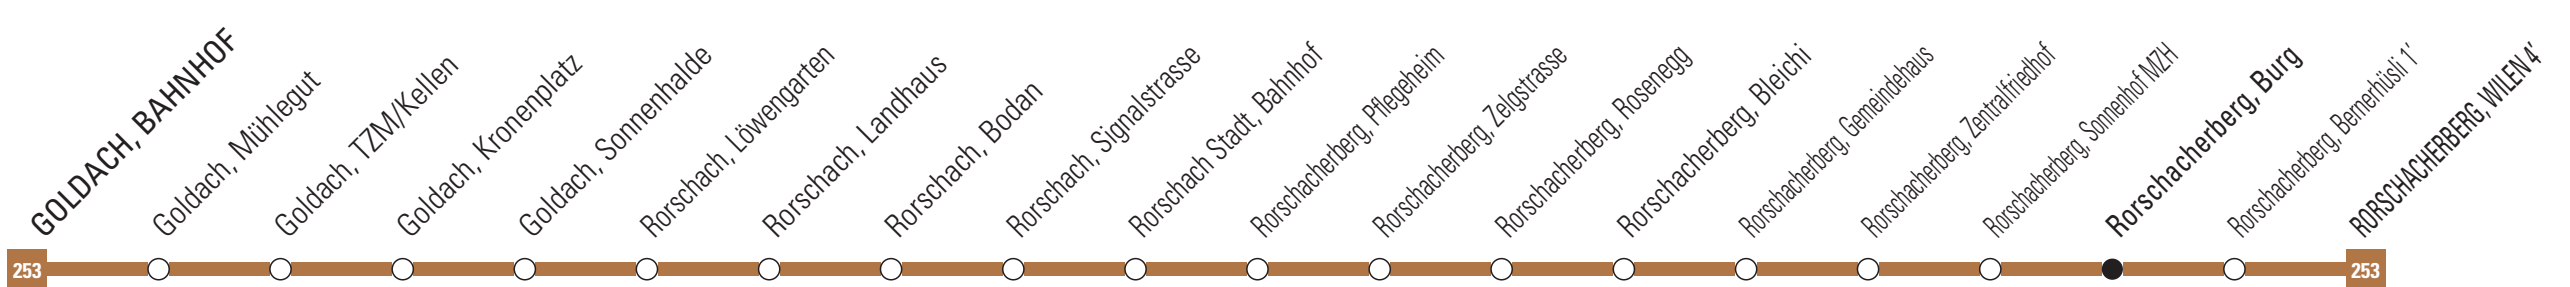 GOLDACH, BAHNHOF
Goldach, Mühlegut
Goldach, TZM/Kellen
Goldach, Kronenplatz
Goldach, Sonnenhalde
Rorschach, Löwengarten
Rorschach, Landhaus
Rorschach, Bodan
Rorschach, Signalstrasse
Rorschach Stadt, Bahnhof
Rorschacherberg, Pflegeheim
Rorschacherberg, Zelgstrasse
Rorschacherberg, Rosenegg
Rorschacherberg, Bleichi
Rorschacherberg, Gemeindehaus
Rorschacherberg, Zentralfriedhof
Rorschacherberg, Sonnenhof MZH
Rorschacherberg, Burg
Rorschacherberg, Bernerhüsli 1'
RORSCHACHERBERG, WILEN 4'
253
253